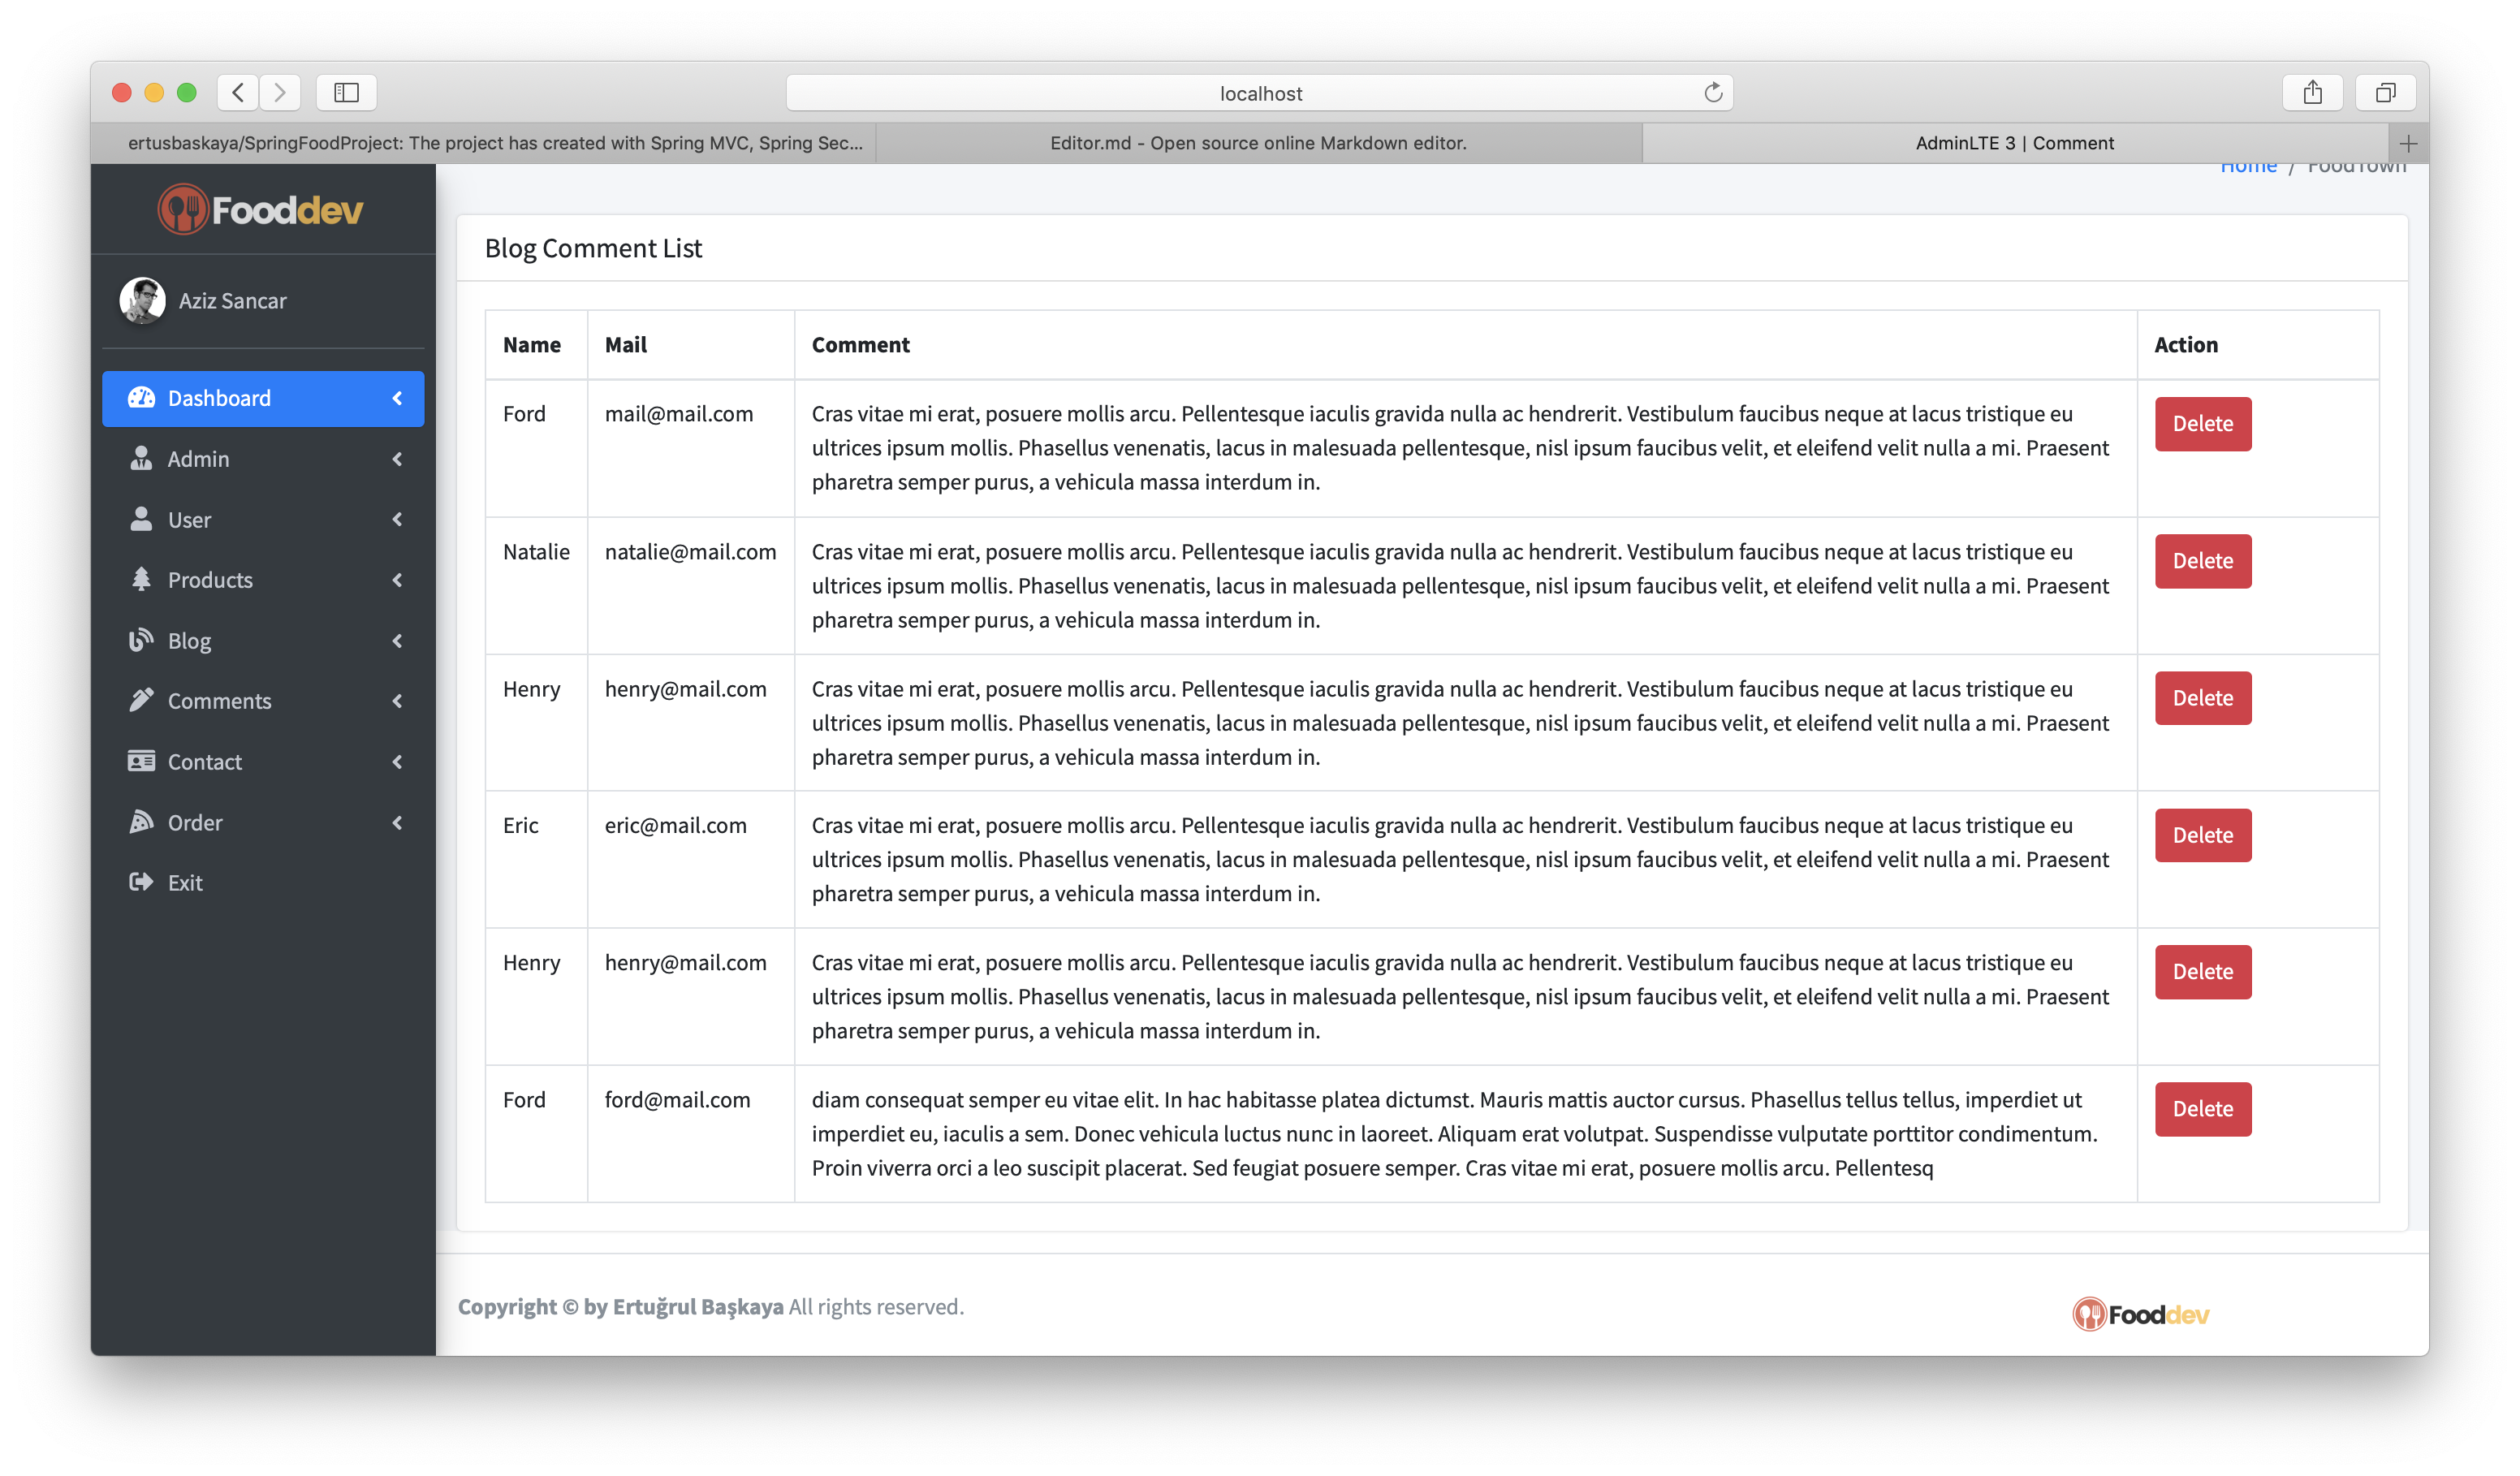 localhost
ertusbaskaya/SpringFoodProject: The project has created with Spring MVC, Spring Sec...
Editor.md - Open source online Markdown editor.
AdminLTE 3 | Comment
Fooddev
Home / FoodTown
Aziz Sancar
Dashboard
Admin
User
Products
Blog
Comments
Contact
Order
Exit
Blog Comment List
Name Mail Comment Action
Ford mail@mail.com Cras vitae mi erat, posuere mollis arcu. Pellentesque iaculis gravida nulla ac hendrerit. Vestibulum faucibus neque at lacus tristique eu Delete
ultrices ipsum mollis. Phasellus venenatis, lacus in malesuada pellentesque, nisl ipsum faucibus velit, et eleifend velit nulla a mi. Praesent
pharetra semper purus, a vehicula massa interdum in.
Natalie natalie@mail.com Cras vitae mi erat, posuere mollis arcu. Pellentesque iaculis gravida nulla ac hendrerit. Vestibulum faucibus neque at lacus tristique eu Delete
ultrices ipsum mollis. Phasellus venenatis, lacus in malesuada pellentesque, nisl ipsum faucibus velit, et eleifend velit nulla a mi. Praesent
pharetra semper purus, a vehicula massa interdum in.
Henry henry@mail.com Cras vitae mi erat, posuere mollis arcu. Pellentesque iaculis gravida nulla ac hendrerit. Vestibulum faucibus neque at lacus tristique eu Delete
ultrices ipsum mollis. Phasellus venenatis, lacus in malesuada pellentesque, nisl ipsum faucibus velit, et eleifend velit nulla a mi. Praesent
pharetra semper purus, a vehicula massa interdum in.
Eric eric@mail.com Cras vitae mi erat, posuere mollis arcu. Pellentesque iaculis gravida nulla ac hendrerit. Vestibulum faucibus neque at lacus tristique eu Delete
ultrices ipsum mollis. Phasellus venenatis, lacus in malesuada pellentesque, nisl ipsum faucibus velit, et eleifend velit nulla a mi. Praesent
pharetra semper purus, a vehicula massa interdum in.
Henry henry@mail.com Cras vitae mi erat, posuere mollis arcu. Pellentesque iaculis gravida nulla ac hendrerit. Vestibulum faucibus neque at lacus tristique eu Delete
ultrices ipsum mollis. Phasellus venenatis, lacus in malesuada pellentesque, nisl ipsum faucibus velit, et eleifend velit nulla a mi. Praesent
pharetra semper purus, a vehicula massa interdum in.
Ford ford@mail.com diam consequat semper eu vitae elit. In hac habitasse platea dictumst. Mauris mattis auctor cursus. Phasellus tellus tellus, imperdiet ut Delete
imperdiet eu, iaculis a sem. Donec vehicula luctus nunc in laoreet. Aliquam erat volutpat. Suspendisse vulputate porttitor condimentum.
Proin viverra orci a leo suscipit placerat. Sed feugiat posuere semper. Cras vitae mi erat, posuere mollis arcu. Pellentesq
Copyright © by Ertuğrul Başkaya All rights reserved.
Fooddev